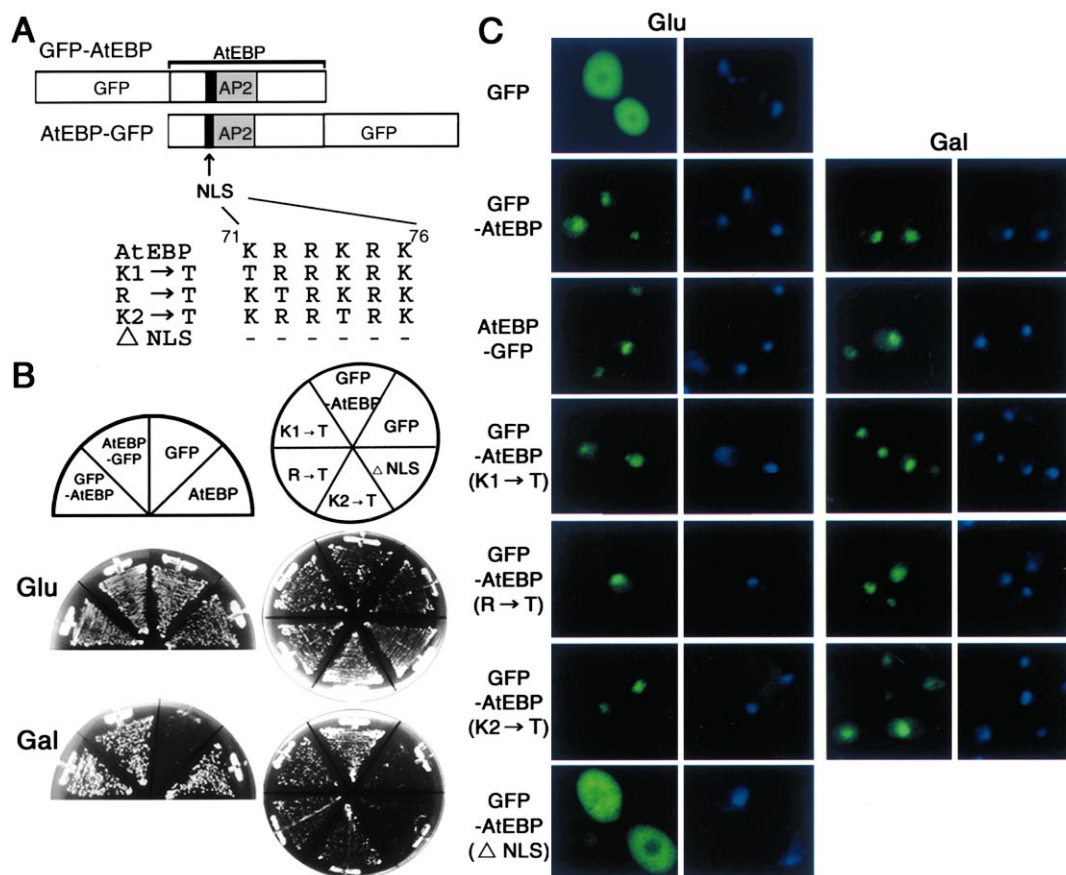 A
GFP-AtEBP
AtEBP
GFP
AP2
AtEBP-GFP
AP2
GFP
NLS
71 76
AtEBP K R R K R K
K1 → T T R R K R K
R → T K T R K R K
K2 → T K R R T R K
△ NLS - - - - - -
B
GFP
-AtEBP
AtEBP
-GFP
GFP
AtEBP
GFP
-AtEBP
K1 → T
GFP
R → T
△ NLS
K2 → T
Glu
Gal
C
Glu
Gal
GFP
GFP
-AtEBP
AtEBP
-GFP
GFP
-AtEBP
(K1 → T)
GFP
-AtEBP
(R → T)
GFP
-AtEBP
(K2 → T)
GFP
-AtEBP
(△ NLS)